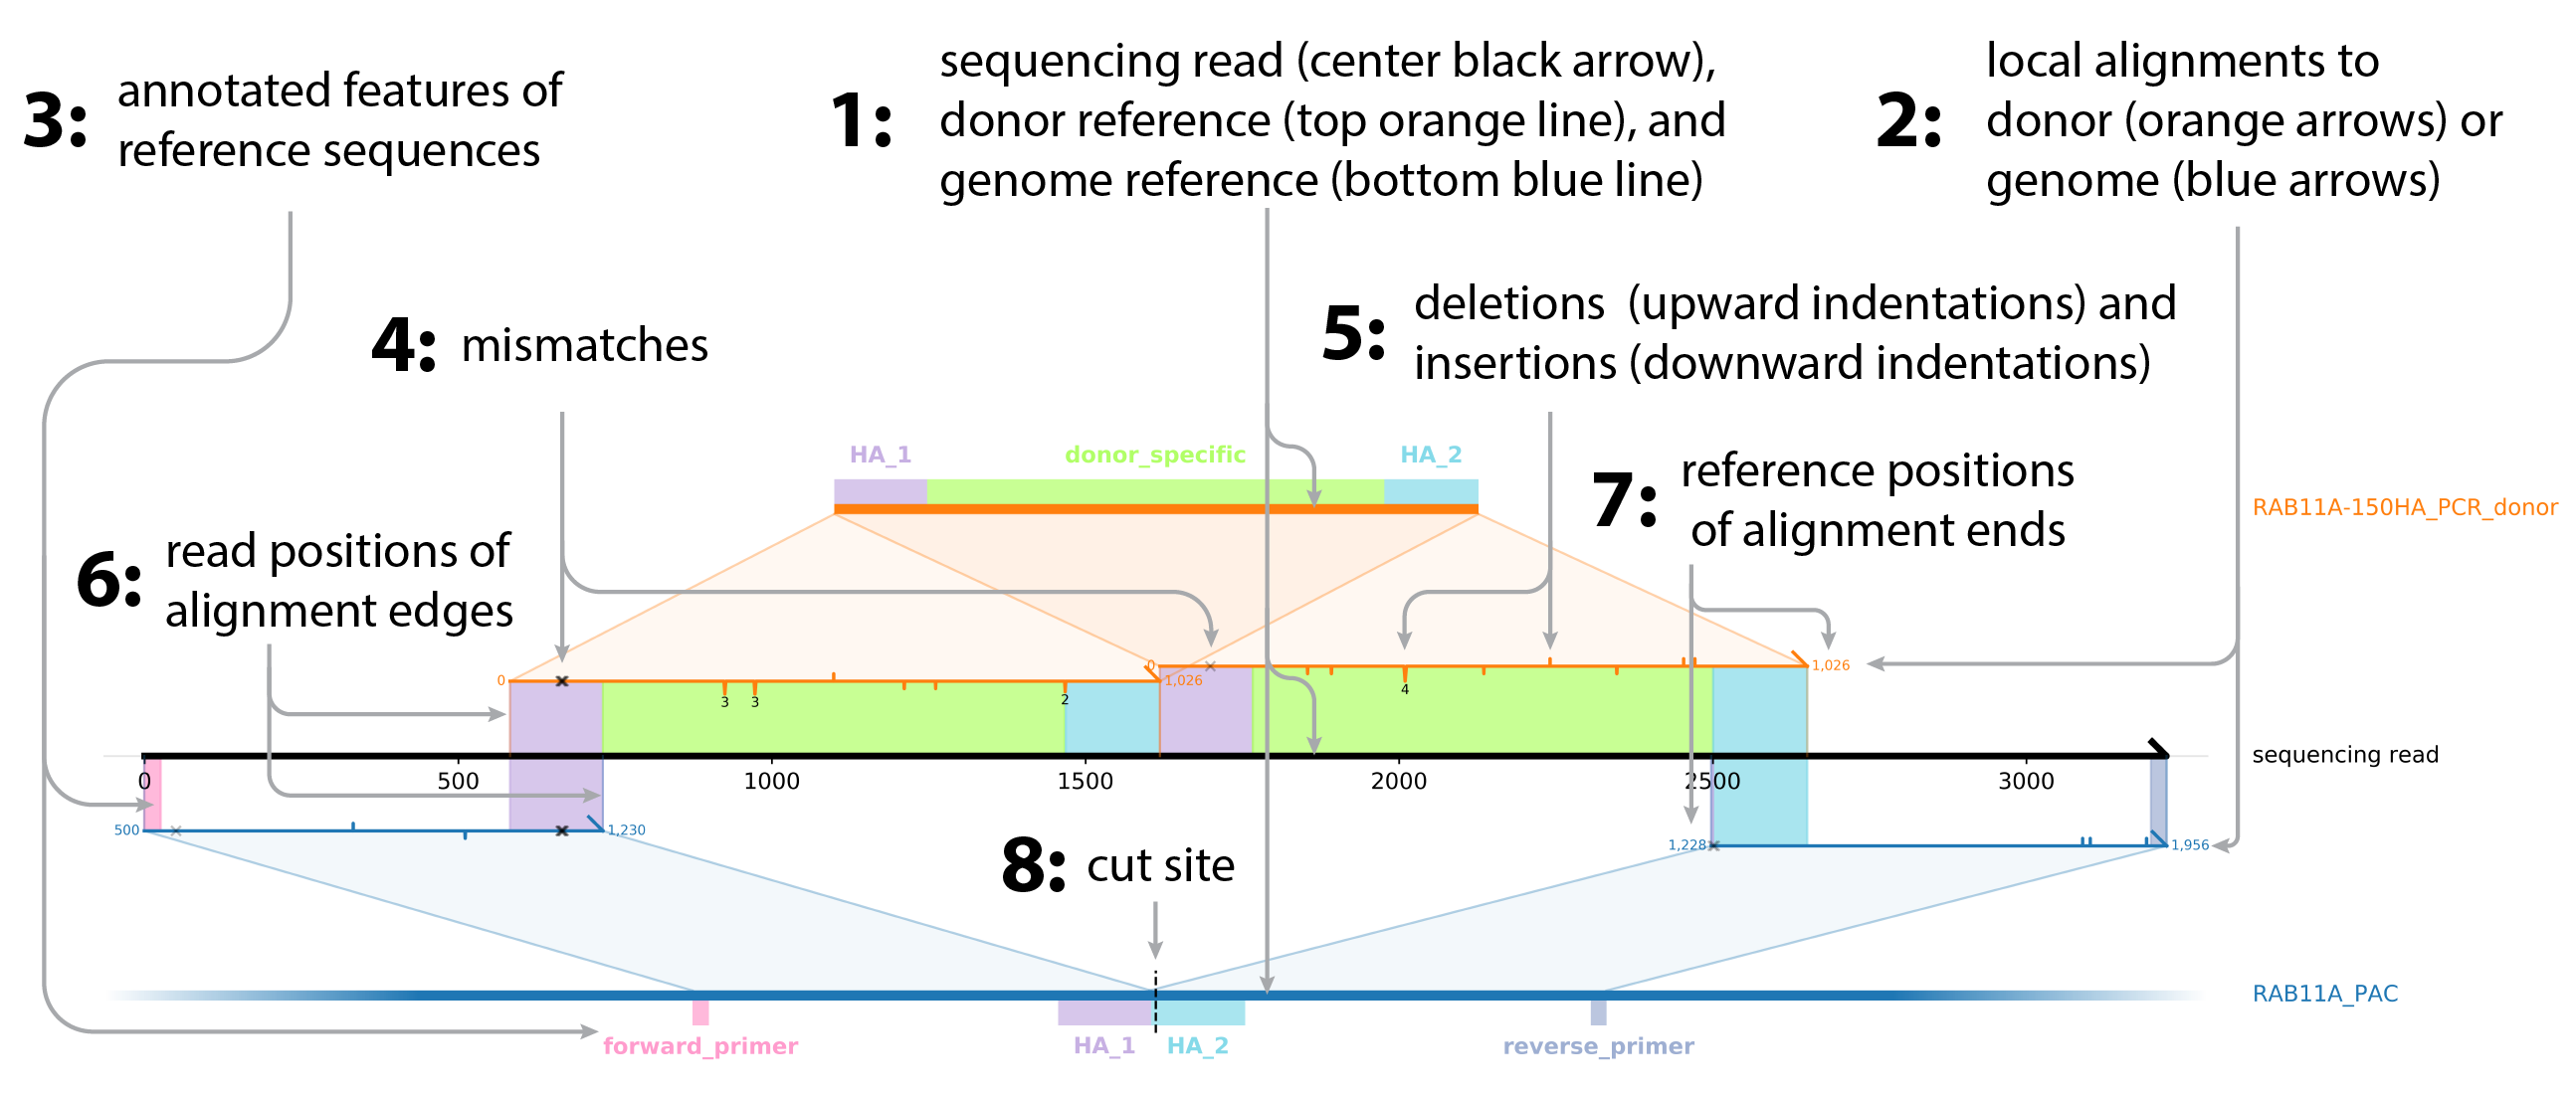 3: annotated features of
reference sequences
1: sequencing read (center black arrow),
donor reference (top orange line), and
genome reference (bottom blue line)
2: local alignments to
donor (orange arrows) or
genome (blue arrows)
4: mismatches
5: deletions (upward indentations) and
insertions (downward indentations)
6: read positions of
alignment edges
7: reference positions
of alignment ends
HA_1 donor_specific HA_2
RAB11A-150HA_PCR_donor
0 1,026
0 1,026
3 3 2
4
sequencing read
0 500 1000 1500 2000 2500 3000
500 1,230
1,228 1,956
8: cut site
RAB11A_PAC
forward_primer HA_1 HA_2 reverse_primer